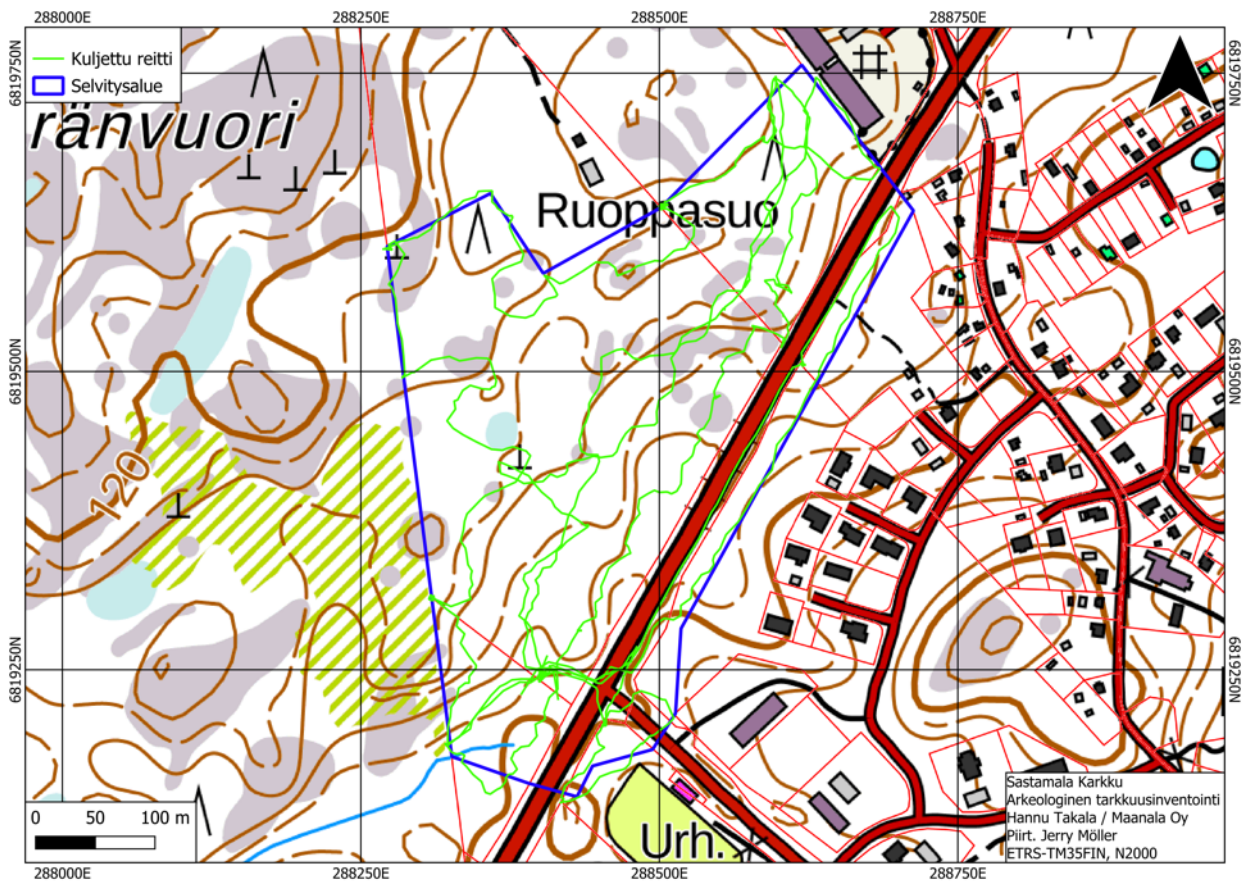 288000E
288250E
288500E
288750E
Kuljettu reitti
Selvitysalue
6819750N
6819750N
ränvuori
Ruoppasuo
6819500N
6819500N
120
6819250N
6819250N
0 50 100 m
Urh.
Sastamala Karkku
Arkeologinen tarkkuusinventointi
Hannu Takala / Maanala Oy
Piirt. Jerry Möller
ETRS-TM35FIN, N2000
288000E
288250E
288500E
288750E